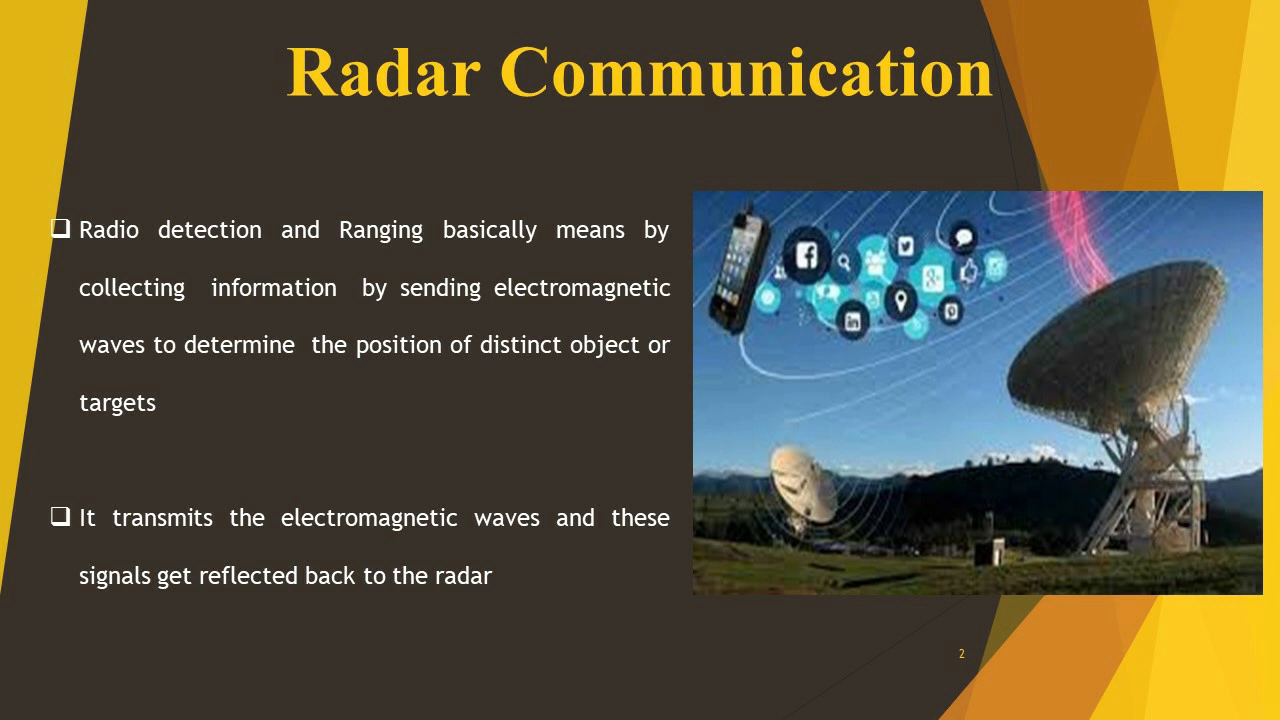 Radar Communication
❑ Radio detection and Ranging basically means by
collecting information by sending electromagnetic
waves to determine the position of distinct object or
targets
❑ It transmits the electromagnetic waves and these
signals get reflected back to the radar
2